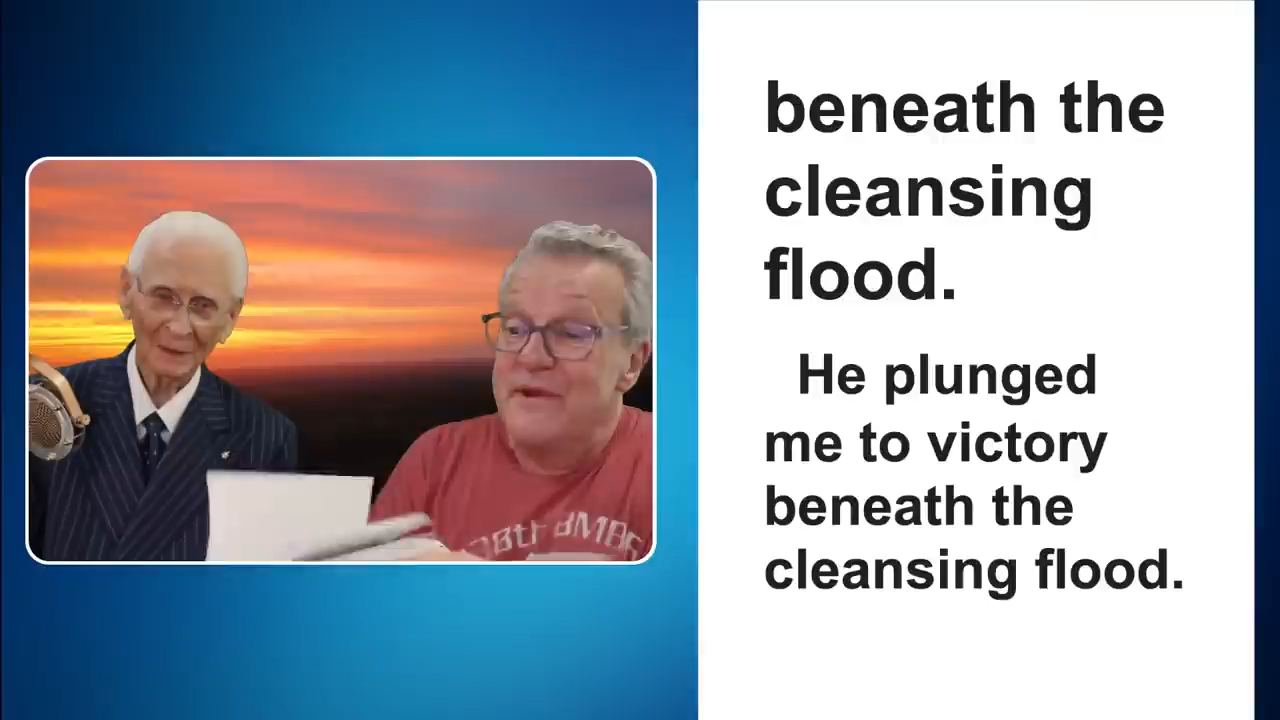 beneath the
cleansing
flood.
He plunged
me to victory
beneath the
cleansing flood.